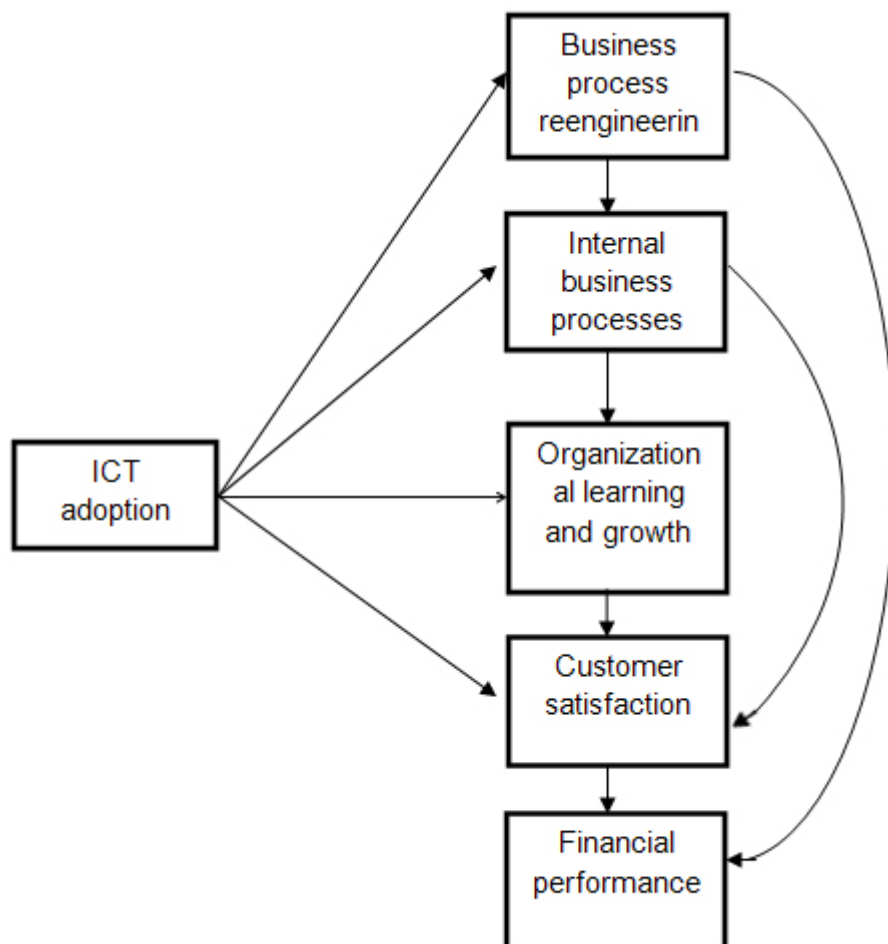 Business
process
reengineerin
Internal
business
processes
ICT
adoption
Organization
al learning
and growth
Customer
satisfaction
Financial
performance